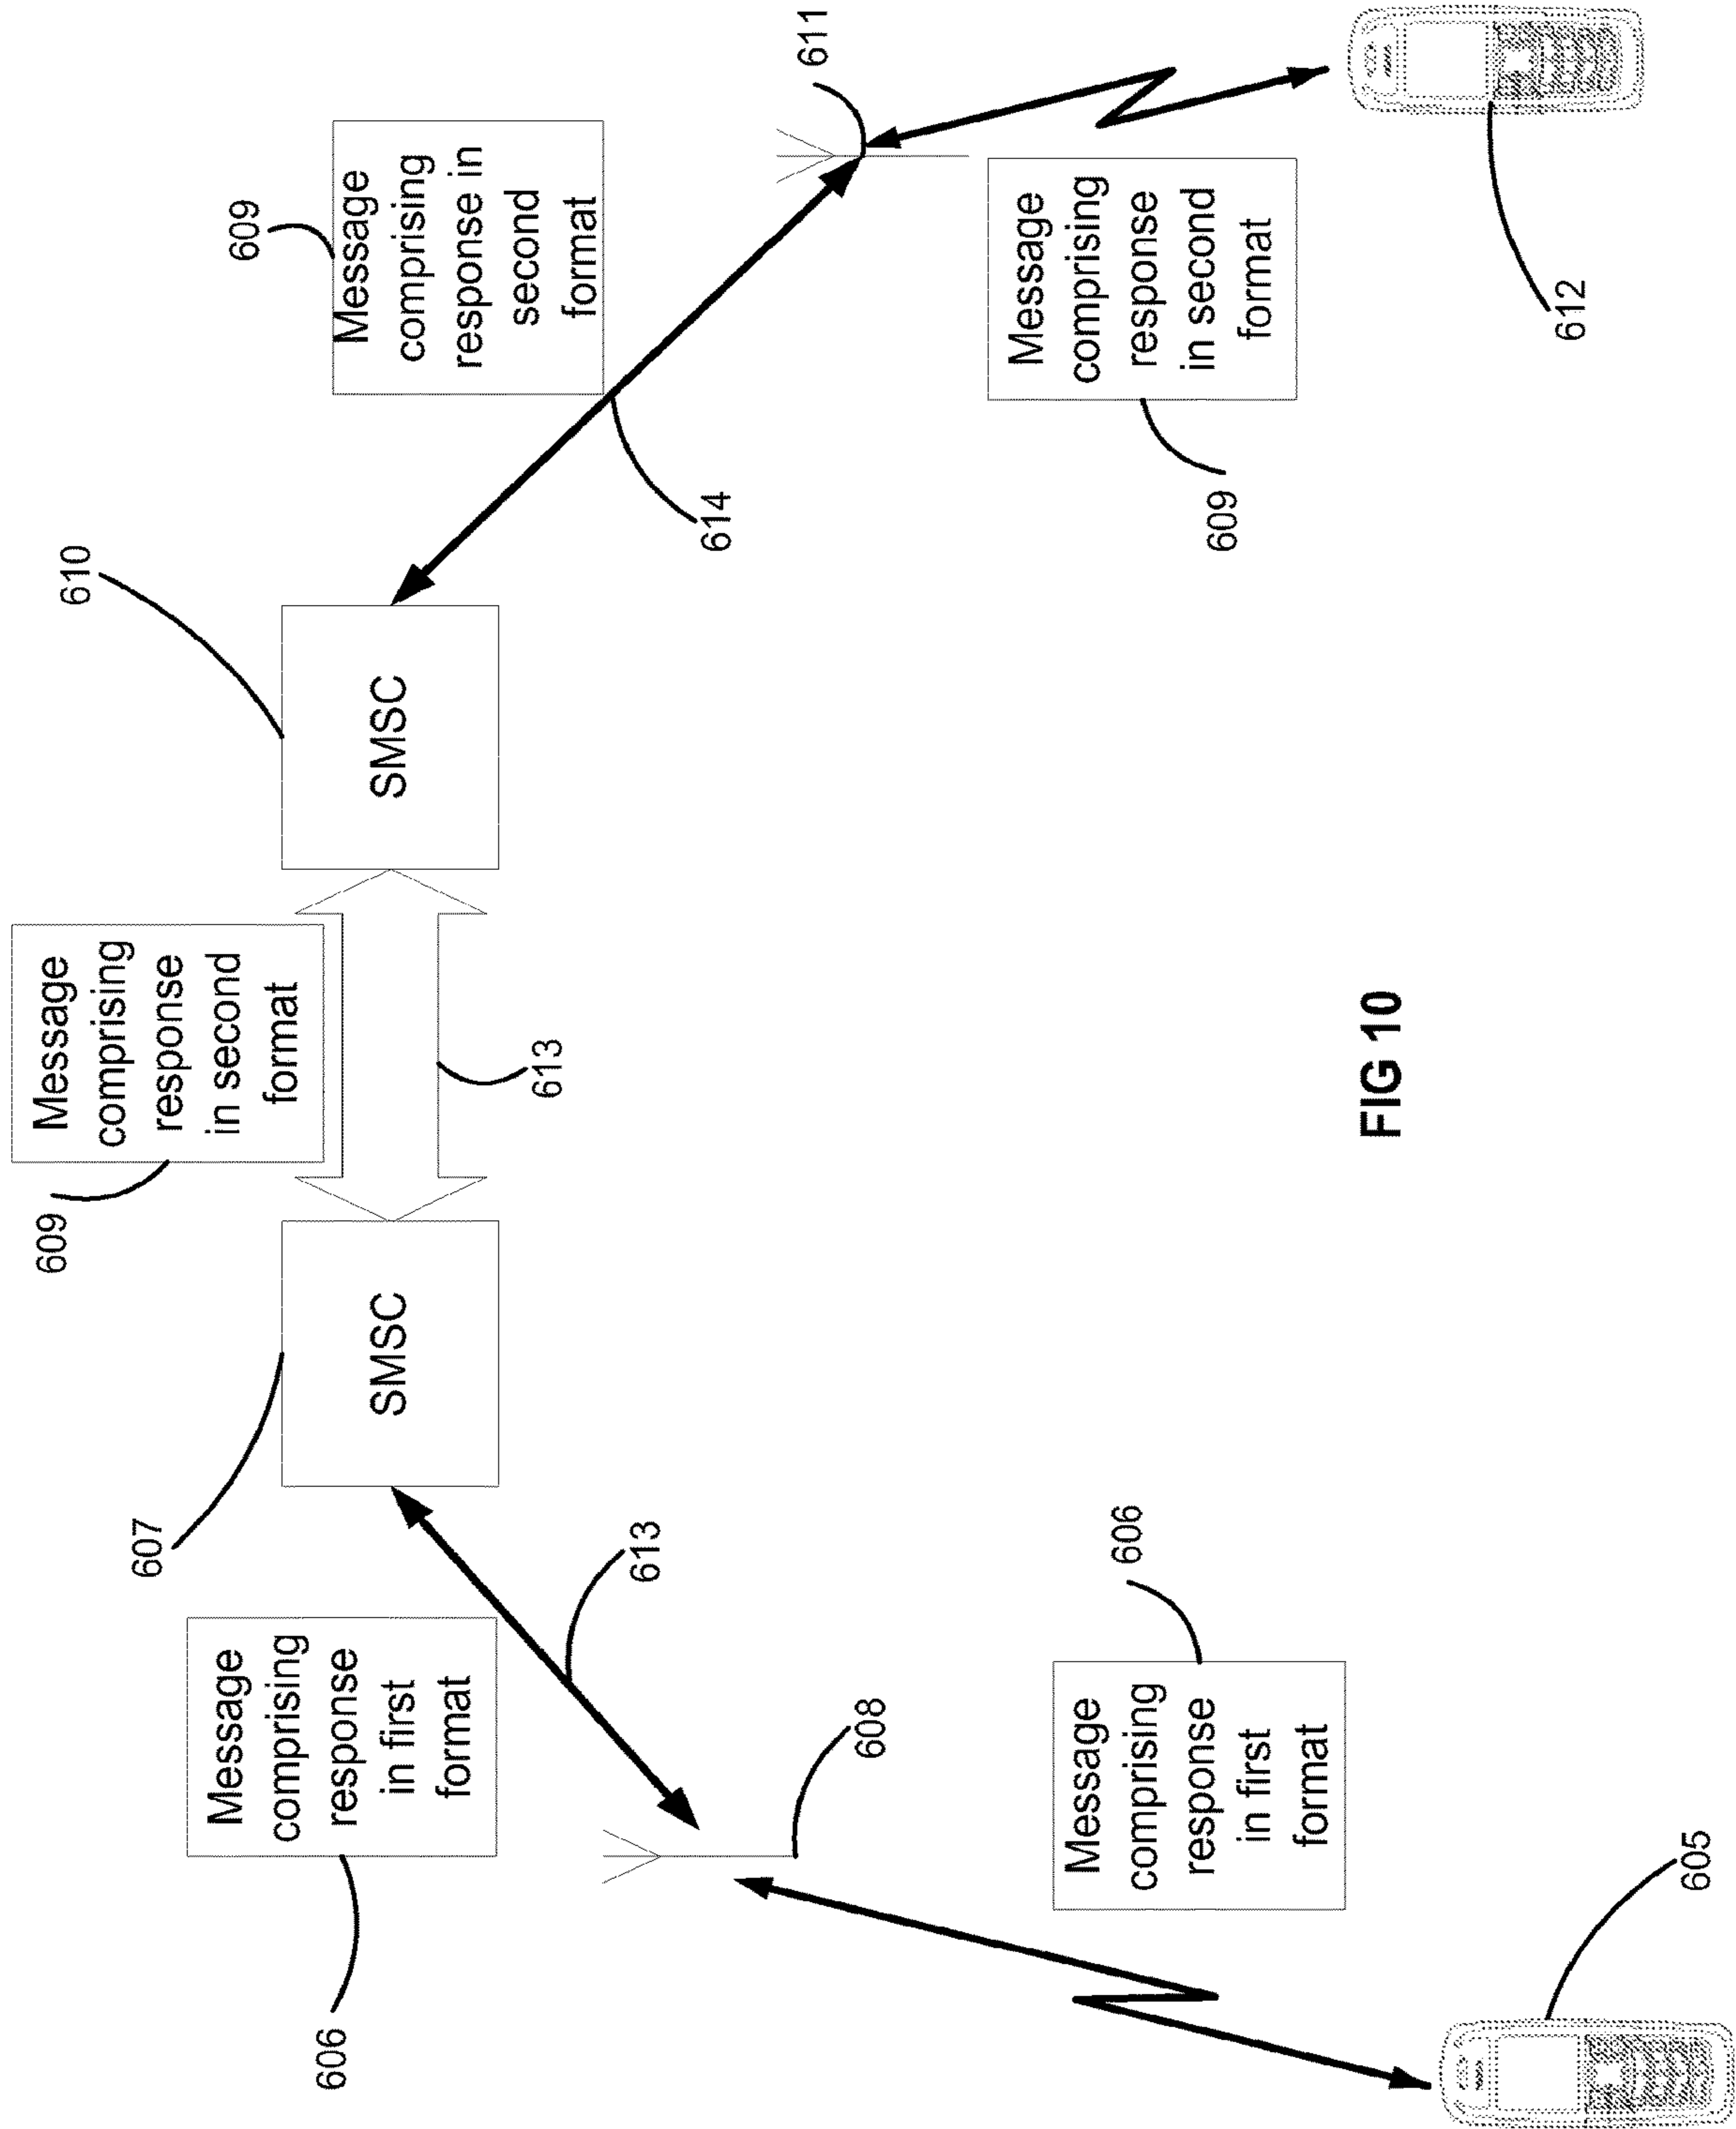 609
Message
comprising
response
in second
format
610
607
606
Message
comprising
response
in first
format
609
Message
comprising
response in
second
format
SMSC
SMSC
613
613
614
611
608
Message
comprising
response
in first
format
606
Message
comprising
response
in second
format
609
FIG 10
612
605